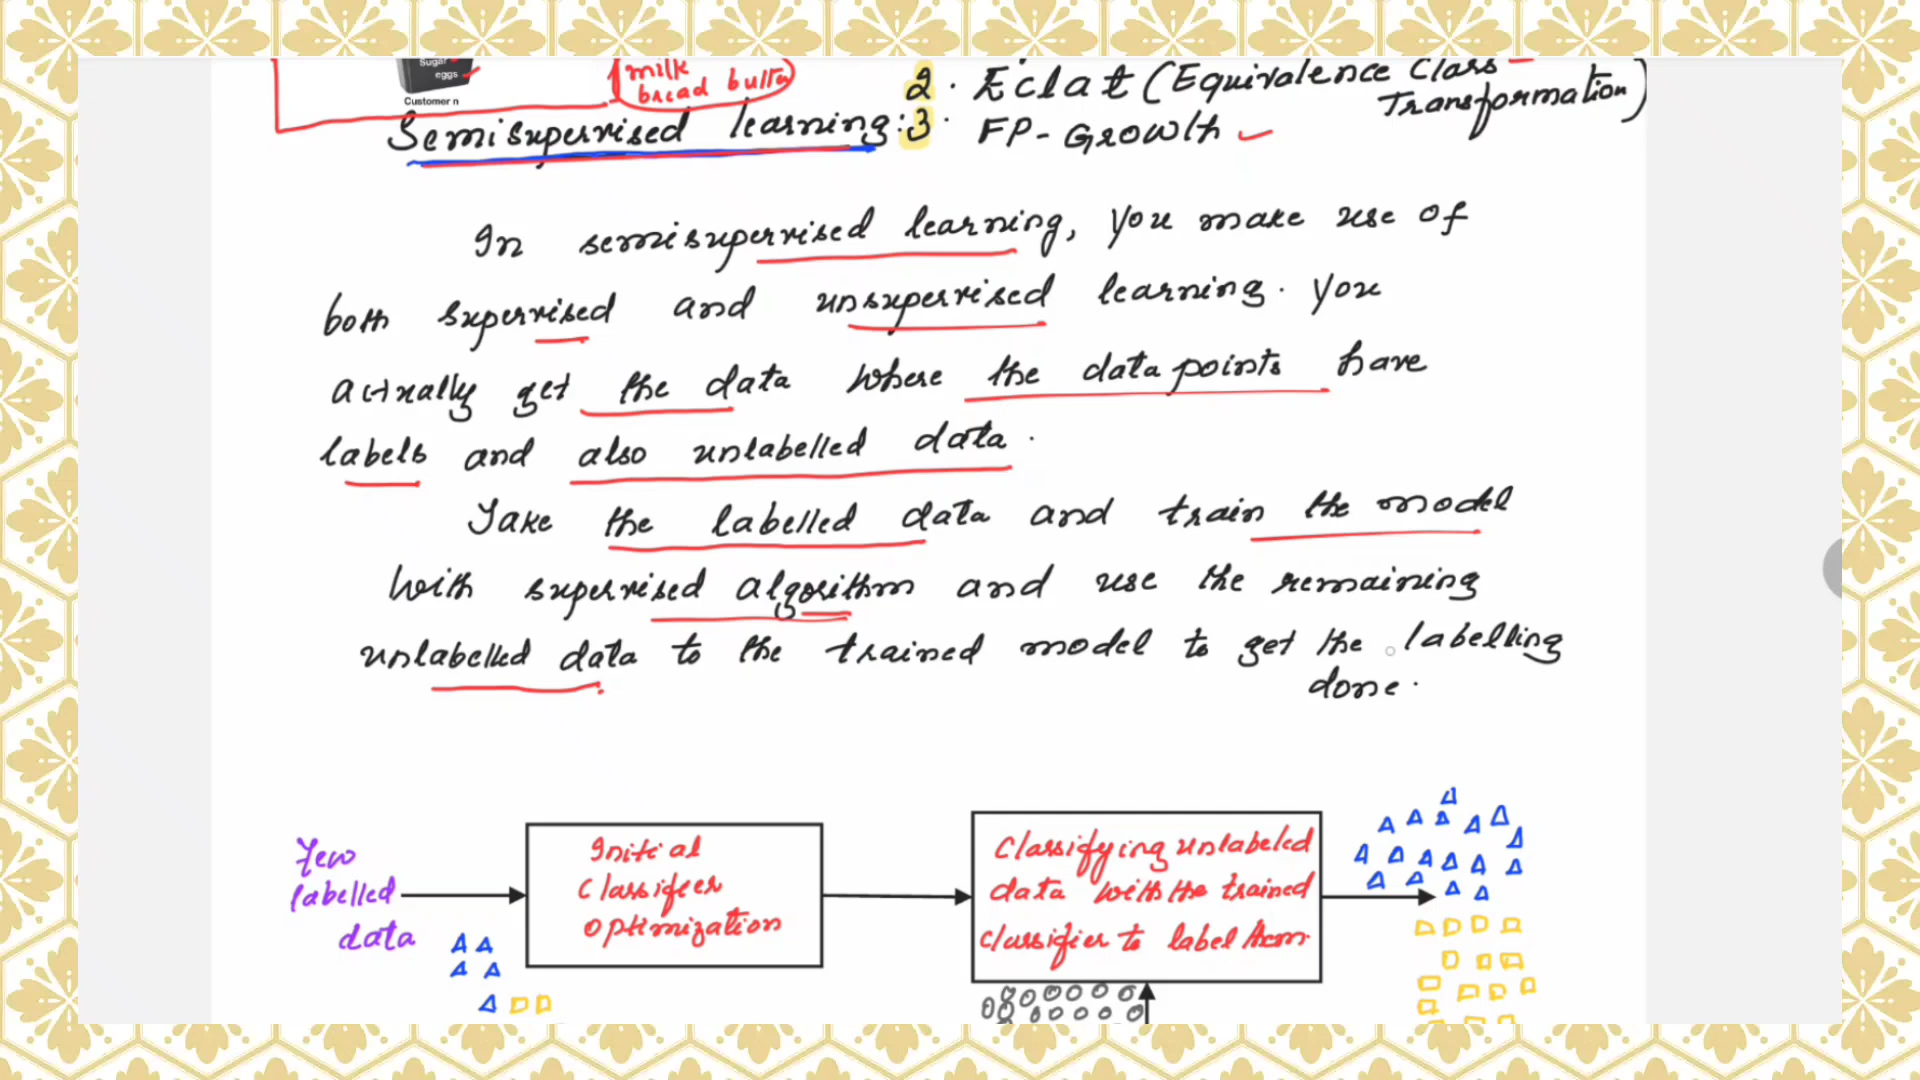 Sugar
eggs
Customer n
milk
bread butter
2. Eclat (Equivalence Class
Transformation)
3. FP-Growth
Semisupervised learning:
In semisupervised learning, you make use of
both supervised and unsupervised learning. you
actually get the data where the data points have
labels and also unlabelled data.
Take the labelled data and train the model
with supervised algorithm and use the remaining
unlabelled data to the trained model to get the labelling
done.
Few
labelled
data
Initial
classifier
optimization
Classifying unlabeled
data with the trained
classifier to label them.